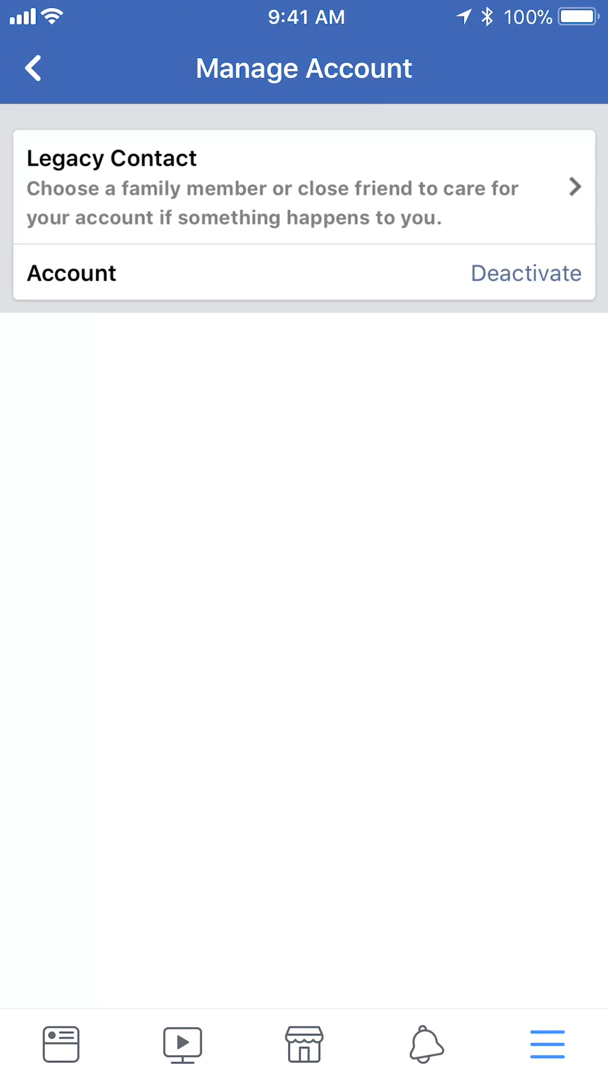 9:41 AM
100%
Manage Account
Legacy Contact
Choose a family member or close friend to care for
your account if something happens to you.
Account
Deactivate